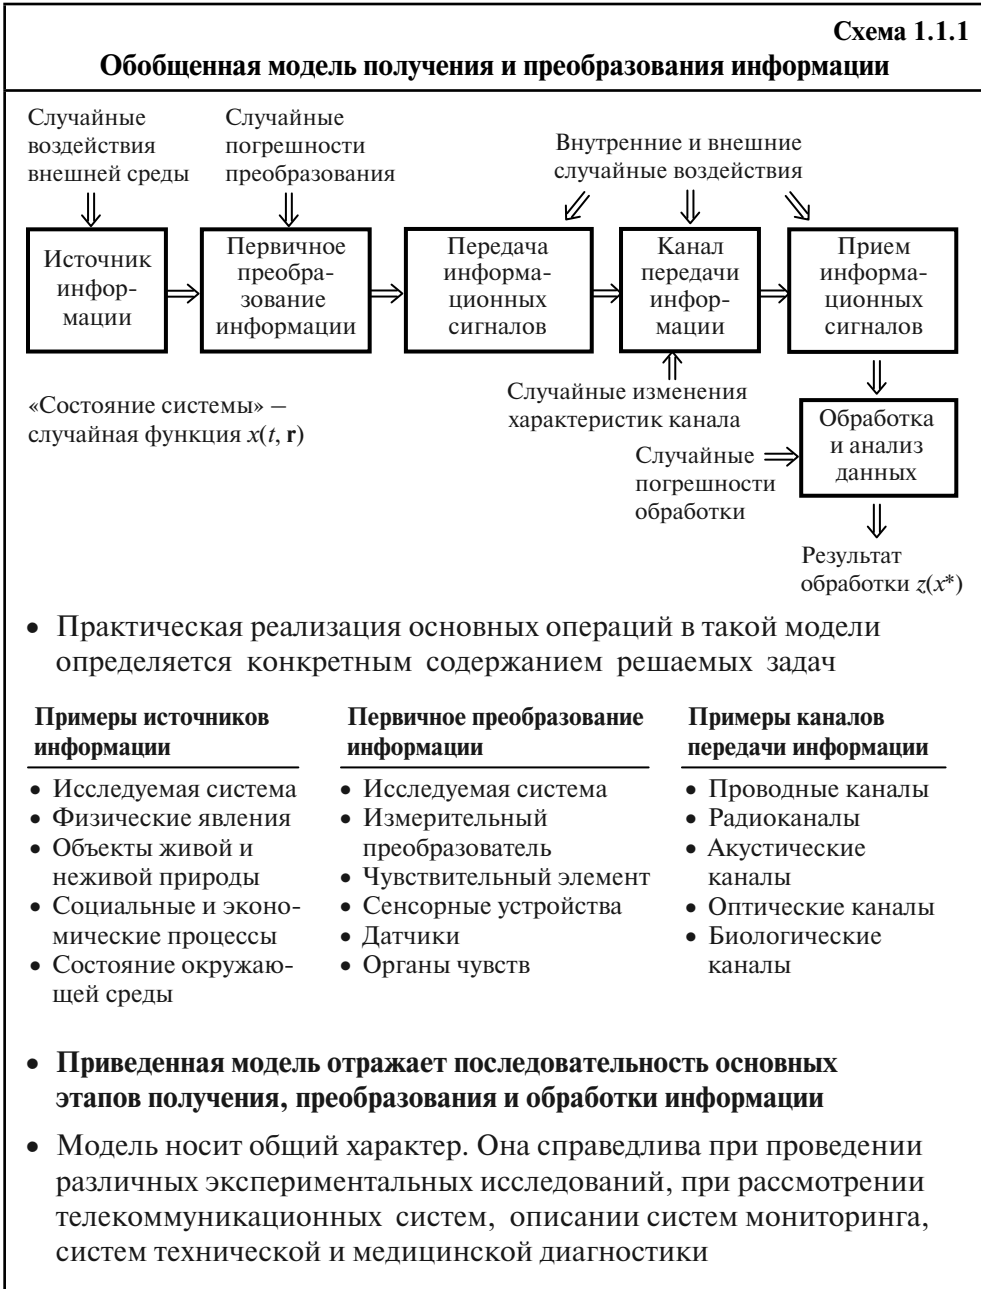 Схема 1.1.1
Обобщенная модель получения и преобразования информации
Случайные
воздействия
внешней среды
Случайные
погрешности
преобразования
Внутренние и внешние
случайные воздействия
Источник
инфор-
мации
Первичное
преобра-
зование
информации
Передача
информа-
ционных
сигналов
Канал
передачи
инфор-
мации
Прием
информа-
ционных
сигналов
«Состояние системы» –
случайная функция x(t, r)
Случайные изменения
характеристик канала
Случайные
погрешности
обработки
Обработка
и анализ
данных
Результат
обработки z(x*)
• Практическая реализация основных операций в такой модели
определяется конкретным содержанием решаемых задач
Примеры источников
информации
• Исследуемая система
• Физические явления
• Объекты живой и
неживой природы
• Социальные и эконо-
мические процессы
• Состояние окружаю-
щей среды
Первичное преобразование
информации
• Исследуемая система
• Измерительный
преобразователь
• Чувствительный элемент
• Сенсорные устройства
• Датчики
• Органы чувств
Примеры каналов
передачи информации
• Проводные каналы
• Радиоканалы
• Акустические
каналы
• Оптические каналы
• Биологические
каналы
• Приведенная модель отражает последовательность основных
этапов получения, преобразования и обработки информации
• Модель носит общий характер. Она справедлива при проведении
различных экспериментальных исследований, при рассмотрении
телекоммуникационных систем, описании систем мониторинга,
систем технической и медицинской диагностики